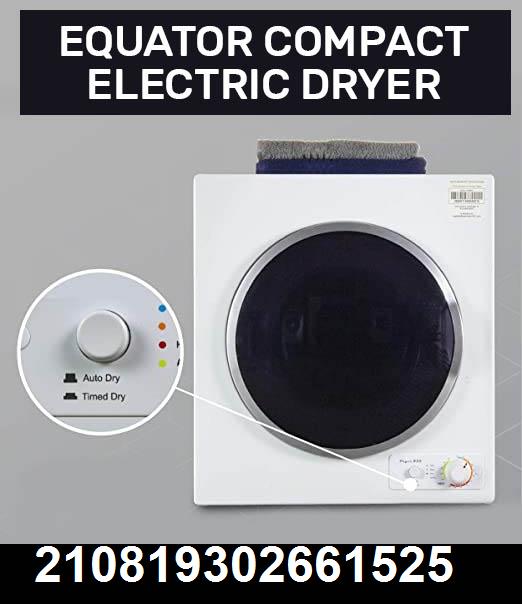 EQUATOR COMPACT
ELECTRIC DRYER
Auto Dry
Timed Dry
210819302661525